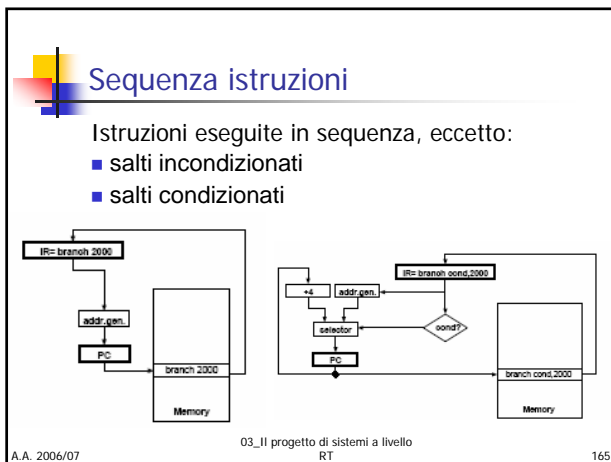 Sequenza istruzioni
Istruzioni eseguite in sequenza, eccetto:
salti incondizionati
salti condizionati
IR= branch 2000
addr.gen.
PC
branch 2000
Memory
IR= branch cond,2000
+4
addr.gen.
selector
cond?
PC
branch cond,2000
Memory
A.A. 2006/07
03_Il progetto di sistemi a livello
RT
165